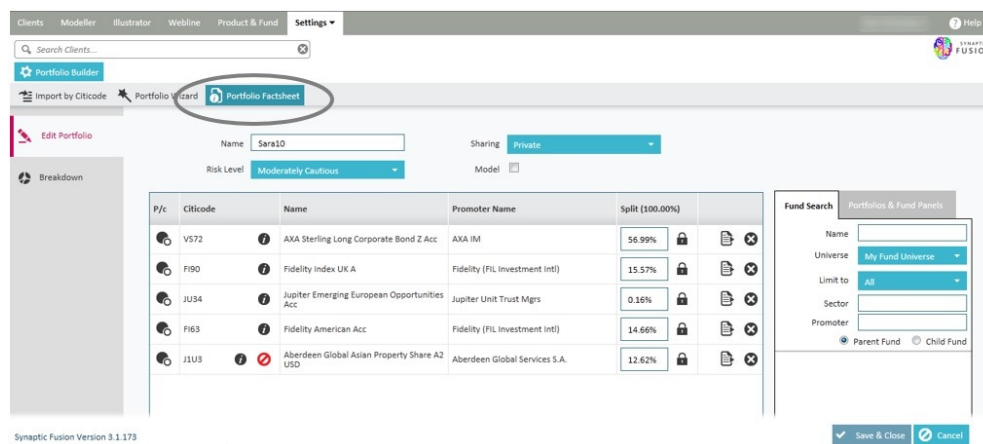 Clients Modeller Illustrator Webline Product & Fund Settings Help
Search Clients...
SYNAPTI
FUSIO
Portfolio Builder
Import by Citicode Portfolio Wizard Portfolio Factsheet
Edit Portfolio
Breakdown
Name Sara10 Sharing Private
Risk Level Moderately Cautious Model
P/c Citicode Name Promoter Name Split (100.00%)
VS72 AXA Sterling Long Corporate Bond Z Acc AXA IM 56.99%
FI90 Fidelity Index UK A Fidelity (FIL Investment Intl) 15.57%
JU34 Jupiter Emerging European Opportunities Acc Jupiter Unit Trust Mgrs 0.16%
FI63 Fidelity American Acc Fidelity (FIL Investment Intl) 14.66%
J1U3 Aberdeen Global Asian Property Share A2 USD Aberdeen Global Services S.A. 12.62%
Fund Search Portfolios & Fund Panels
Name
Universe My Fund Universe
Limit to All
Sector
Promoter
Parent Fund Child Fund
Synaptic Fusion Version 3.1.173 Save & Close Cancel